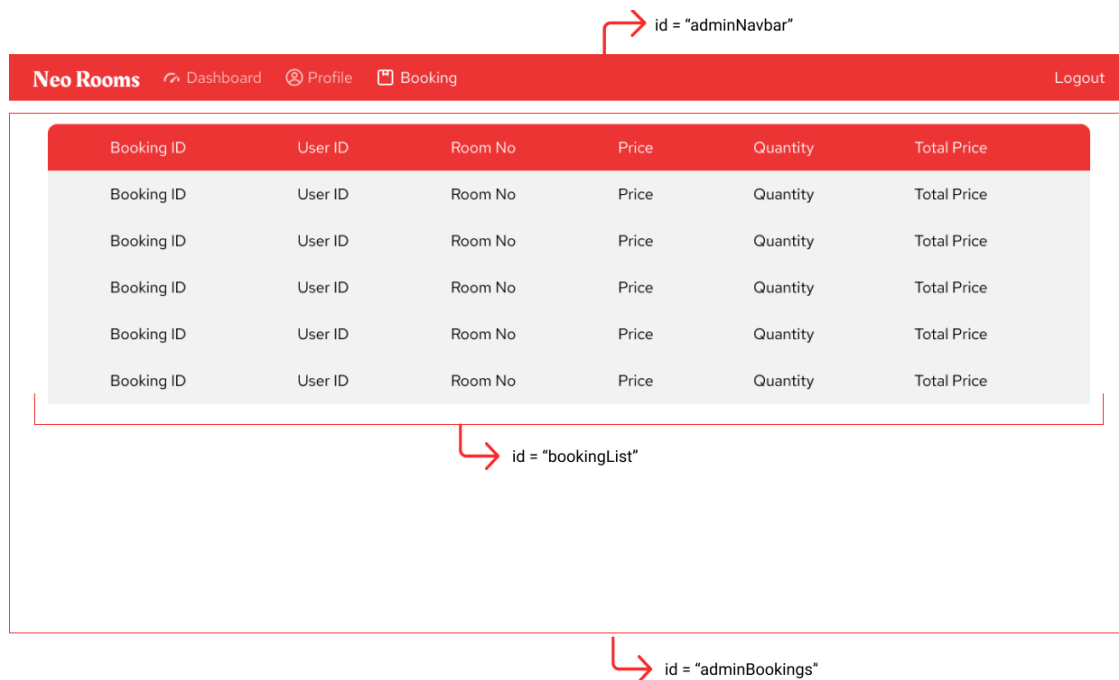 id = “adminNavbar”
Neo Rooms Dashboard Profile Booking Logout
Booking ID User ID Room No Price Quantity Total Price
Booking ID User ID Room No Price Quantity Total Price
Booking ID User ID Room No Price Quantity Total Price
Booking ID User ID Room No Price Quantity Total Price
Booking ID User ID Room No Price Quantity Total Price
Booking ID User ID Room No Price Quantity Total Price
id = “bookingList”
id = “adminBookings”